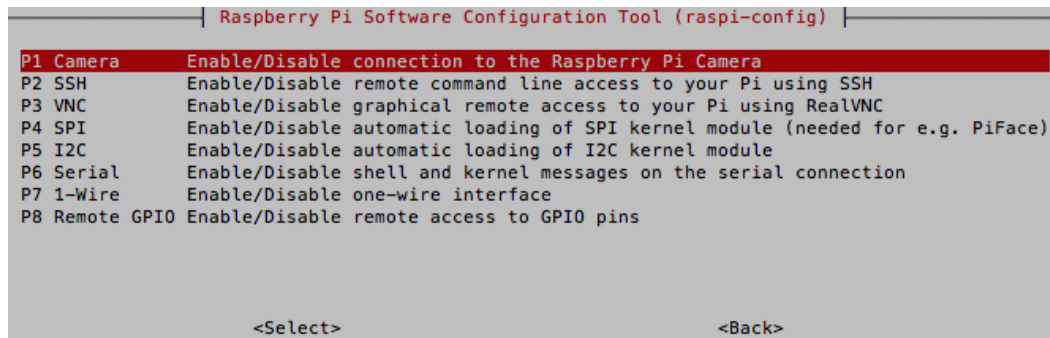 Raspberry Pi Software Configuration Tool (raspi-config)
P1 Camera Enable/Disable connection to the Raspberry Pi Camera
P2 SSH Enable/Disable remote command line access to your Pi using SSH
P3 VNC Enable/Disable graphical remote access to your Pi using RealVNC
P4 SPI Enable/Disable automatic loading of SPI kernel module (needed for e.g. PiFace)
P5 I2C Enable/Disable automatic loading of I2C kernel module
P6 Serial Enable/Disable shell and kernel messages on the serial connection
P7 1-Wire Enable/Disable one-wire interface
P8 Remote GPIO Enable/Disable remote access to GPIO pins
<Select> <Back>